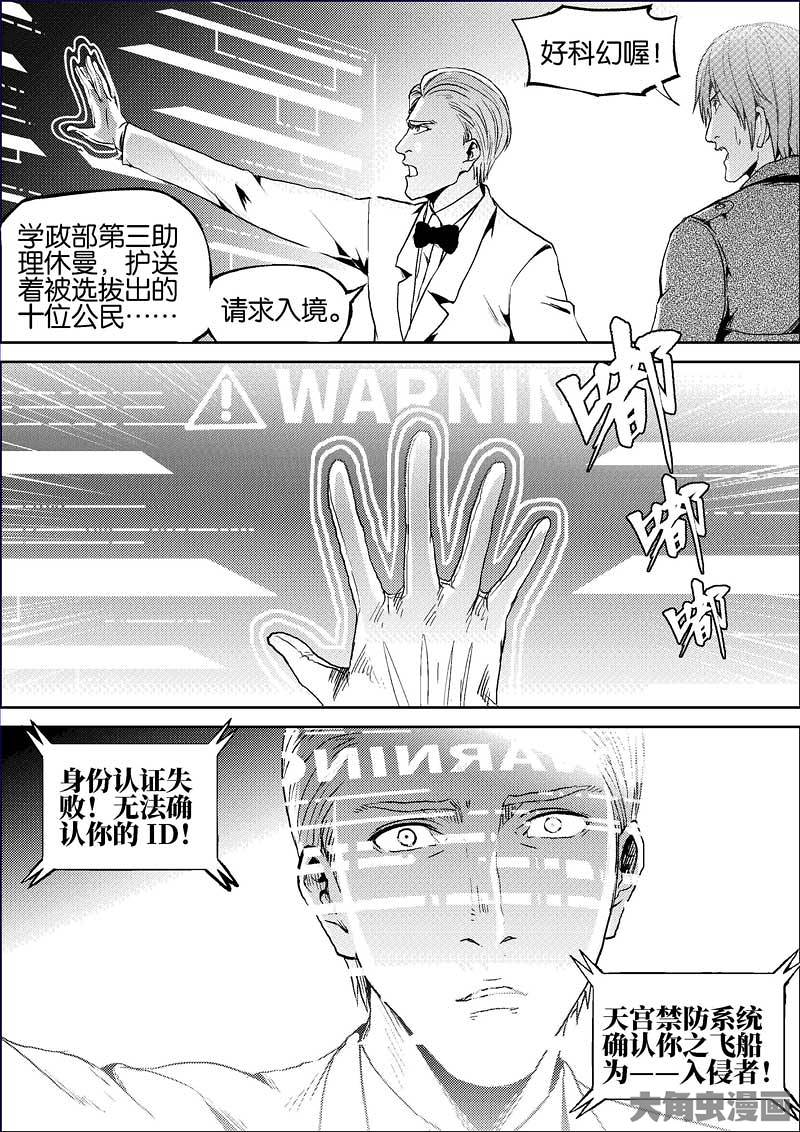 好科幻喔！
学政部第三助
理休曼，护送
着被选拔出的
十位公民……
请求入境。
WARNIN
嘟
嘟
嘟
WARNING
身份认证失
败！无法确
认你的 ID！
天宫禁防系统
确认你之飞船
为——入侵者！
大角虫漫画